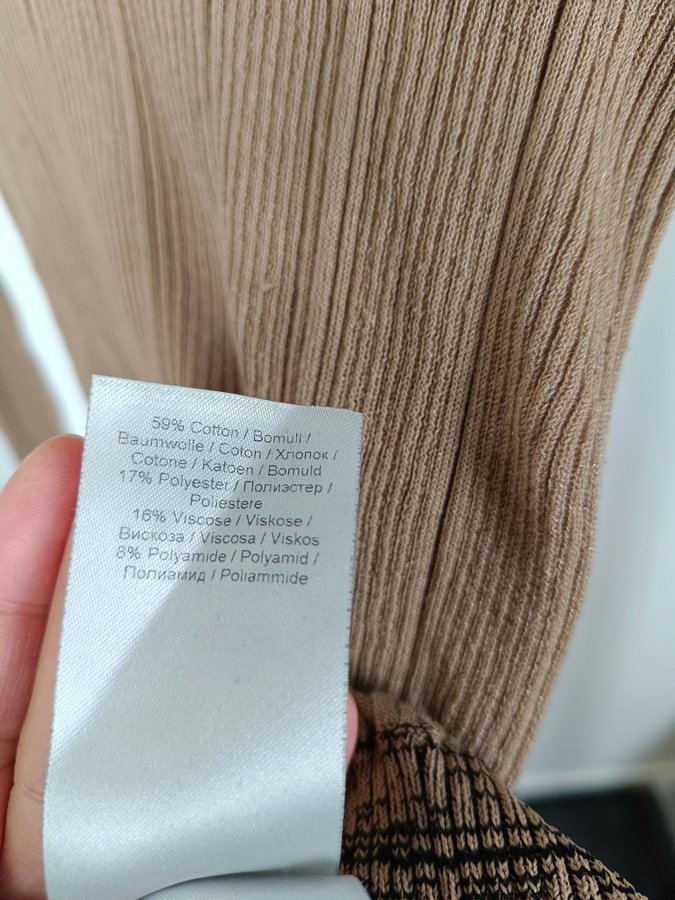 59% Cotton / Bomull /
Baumwolle / Coton / Хлопок /
Cotone / Katoen / Bomuld
17% Polyester / Полиэстер /
Poliestere
16% Viscose / Viskose /
Вискоза / Viscosa / Viskos
8% Polyamide / Polyamid /
Полиамид / Poliammide